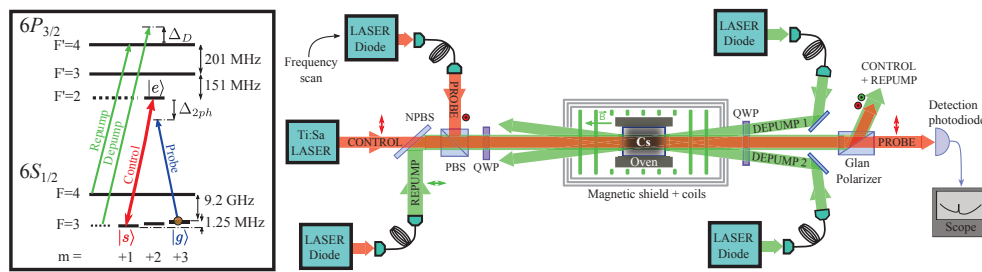 6P3/2
F'=4
F'=3
F'=2
|e⟩
Δ_D
201 MHz
151 MHz
Δ_2ph
Repump
Depump
Control
Probe
6S1/2
F=4
F=3
9.2 GHz
1.25 MHz
|s⟩
|g⟩
m = +1 +2 +3
LASER
Diode
Frequency
scan
PROBE
Ti:Sa
LASER
CONTROL
NPBS
REPUMP
PBS
QWP
LASER
Diode
Cs
Oven
Magnetic shield + coils
LASER
Diode
QWP
DEPUMP 1
DEPUMP 2
LASER
Diode
CONTROL
+ REPUMP
Glan
Polarizer
PROBE
Detection
photodiode
Scope